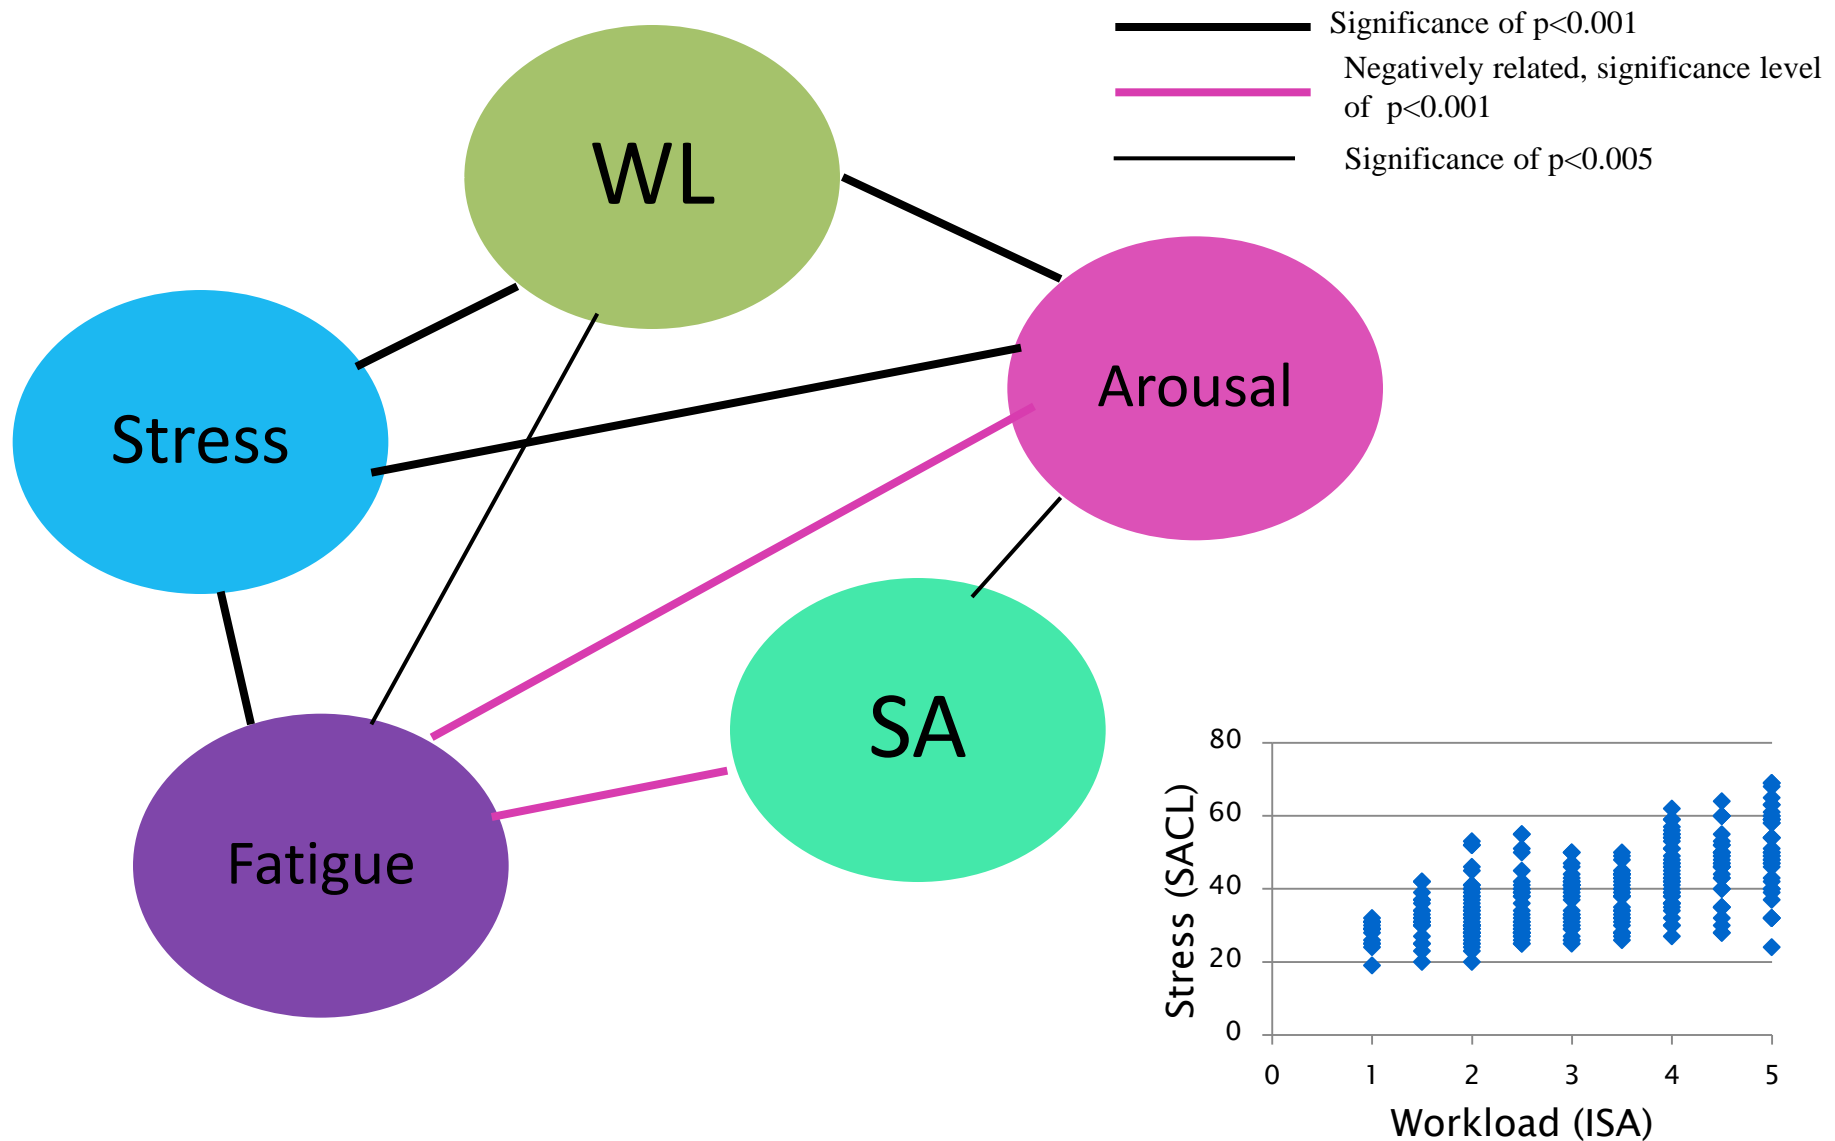 Significance of p<0.001
Negatively related, significance level
of p<0.001
Significance of p<0.005
WL
Arousal
Stress
SA
Fatigue
80
60
40
20
0
Stress (SACL)
0 1 2 3 4 5
Workload (ISA)